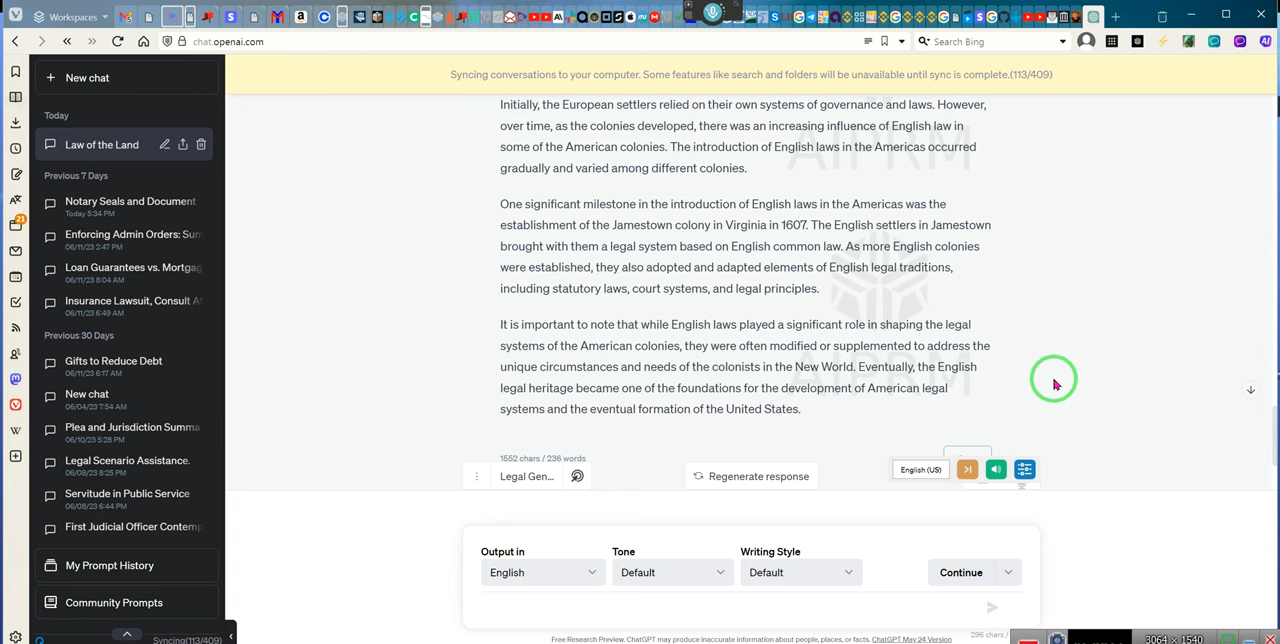 Workspaces
chat.openai.com
Search Bing
New chat
Syncing conversations to your computer. Some features like search and folders will be unavailable until sync is complete.(113/409)
Today
Law of the Land
Previous 7 Days
Notary Seals and Document
Today 5:34 PM
Enforcing Admin Orders: Sum
06/11/23 2:47 PM
Loan Guarantees vs. Mortgag
06/11/23 8:04 AM
Insurance Lawsuit, Consult A
06/11/23 6:49 AM
Previous 30 Days
Gifts to Reduce Debt
06/11/23 6:17 AM
New chat
06/04/23 7:54 AM
Plea and Jurisdiction Summa
06/10/23 5:28 PM
Legal Scenario Assistance.
06/08/23 8:25 PM
Servitude in Public Service
06/08/23 6:44 PM
First Judicial Officer Contemp
My Prompt History
Community Prompts
Syncing(113/409)
21
Initially, the European settlers relied on their own systems of governance and laws. However,
over time, as the colonies developed, there was an increasing influence of English law in
some of the American colonies. The introduction of English laws in the Americas occurred
gradually and varied among different colonies.
One significant milestone in the introduction of English laws in the Americas was the
establishment of the Jamestown colony in Virginia in 1607. The English settlers in Jamestown
brought with them a legal system based on English common law. As more English colonies
were established, they also adopted and adapted elements of English legal traditions,
including statutory laws, court systems, and legal principles.
It is important to note that while English laws played a significant role in shaping the legal
systems of the American colonies, they were often modified or supplemented to address the
unique circumstances and needs of the colonists in the New World. Eventually, the English
legal heritage became one of the foundations for the development of American legal
systems and the eventual formation of the United States.
AIPRM
AIPRM
1552 chars / 236 words
Legal Gen...
Regenerate response
English (US)
Output in
Tone
Writing Style
English
Default
Default
Continue
296 chars /
Free Research Preview. ChatGPT may produce inaccurate information about people, places, or facts. ChatGPT May 24 Version
3064 × 1540